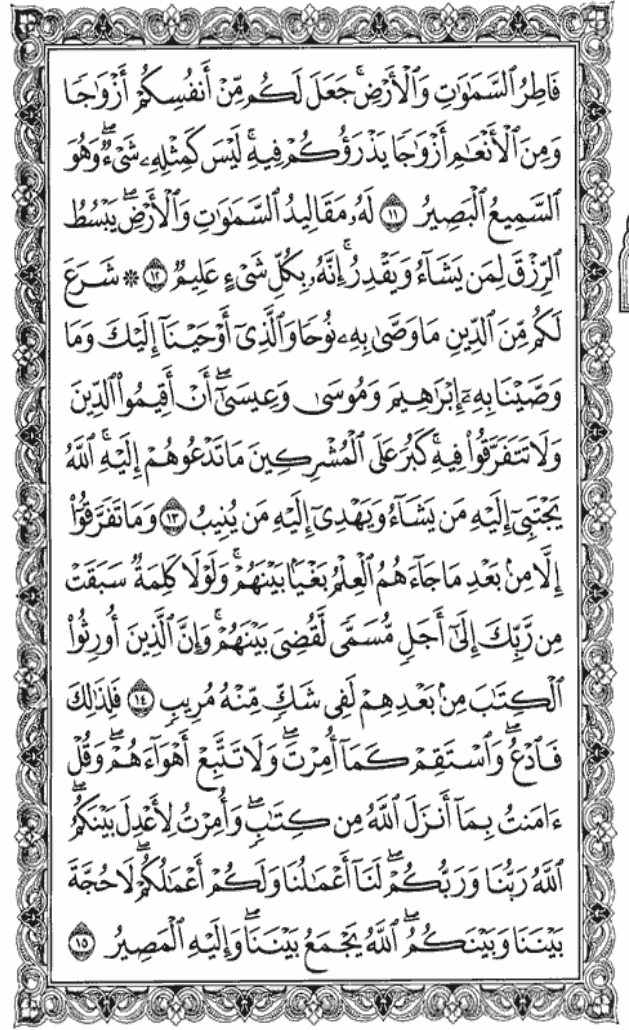 فَاطِرُ ٱلسَّمَٰوَٰتِ وَٱلْأَرْضِ ۚ جَعَلَ لَكُم مِّنْ أَنفُسِكُمْ أَزْوَٰجًا
وَمِنَ ٱلْأَنْعَٰمِ أَزْوَٰجًا يَذْرَؤُكُمْ فِيهِ ۚ لَيْسَ كَمِثْلِهِۦ شَىْءٌ ۖ وَهُوَ
ٱلسَّمِيعُ ٱلْبَصِيرُ ١١ لَهُۥ مَقَالِيدُ ٱلسَّمَٰوَٰتِ وَٱلْأَرْضِ ۖ يَبْسُطُ
ٱلرِّزْقَ لِمَن يَشَآءُ وَيَقْدِرُ ۚ إِنَّهُۥ بِكُلِّ شَىْءٍ عَلِيمٌ ١٢ ۞ شَرَعَ
لَكُم مِّنَ ٱلدِّينِ مَا وَصَّىٰ بِهِۦ نُوحًا وَٱلَّذِىٓ أَوْحَيْنَآ إِلَيْكَ وَمَا
وَصَّيْنَا بِهِۦٓ إِبْرَٰهِيمَ وَمُوسَىٰ وَعِيسَىٰٓ ۖ أَنْ أَقِيمُوا۟ ٱلدِّينَ
وَلَا تَتَفَرَّقُوا۟ فِيهِ ۚ كَبُرَ عَلَى ٱلْمُشْرِكِينَ مَا تَدْعُوهُمْ إِلَيْهِ ۚ ٱللَّهُ
يَجْتَبِىٓ إِلَيْهِ مَن يَشَآءُ وَيَهْدِىٓ إِلَيْهِ مَن يُنِيبُ ١٣ وَمَا تَفَرَّقُوٓا۟
إِلَّا مِنۢ بَعْدِ مَا جَآءَهُمُ ٱلْعِلْمُ بَغْيًۢا بَيْنَهُمْ ۚ وَلَوْلَا كَلِمَةٌ سَبَقَتْ
مِن رَّبِّكَ إِلَىٰٓ أَجَلٍ مُّسَمًّى لَّقُضِىَ بَيْنَهُمْ ۚ وَإِنَّ ٱلَّذِينَ أُورِثُوا۟
ٱلْكِتَٰبَ مِنۢ بَعْدِهِمْ لَفِى شَكٍّ مِّنْهُ مُرِيبٍ ١٤ فَلِذَٰلِكَ
فَٱدْعُ ۖ وَٱسْتَقِمْ كَمَآ أُمِرْتَ ۖ وَلَا تَتَّبِعْ أَهْوَآءَهُمْ ۖ وَقُلْ
ءَامَنتُ بِمَآ أَنزَلَ ٱللَّهُ مِن كِتَٰبٍ ۖ وَأُمِرْتُ لِأَعْدِلَ بَيْنَكُمُ ۖ
ٱللَّهُ رَبُّنَا وَرَبُّكُمْ ۖ لَنَآ أَعْمَٰلُنَا وَلَكُمْ أَعْمَٰلُكُمْ ۖ لَا حُجَّةَ
بَيْنَنَا وَبَيْنَكُمُ ۖ ٱللَّهُ يَجْمَعُ بَيْنَنَا ۖ وَإِلَيْهِ ٱلْمَصِيرُ ١٥